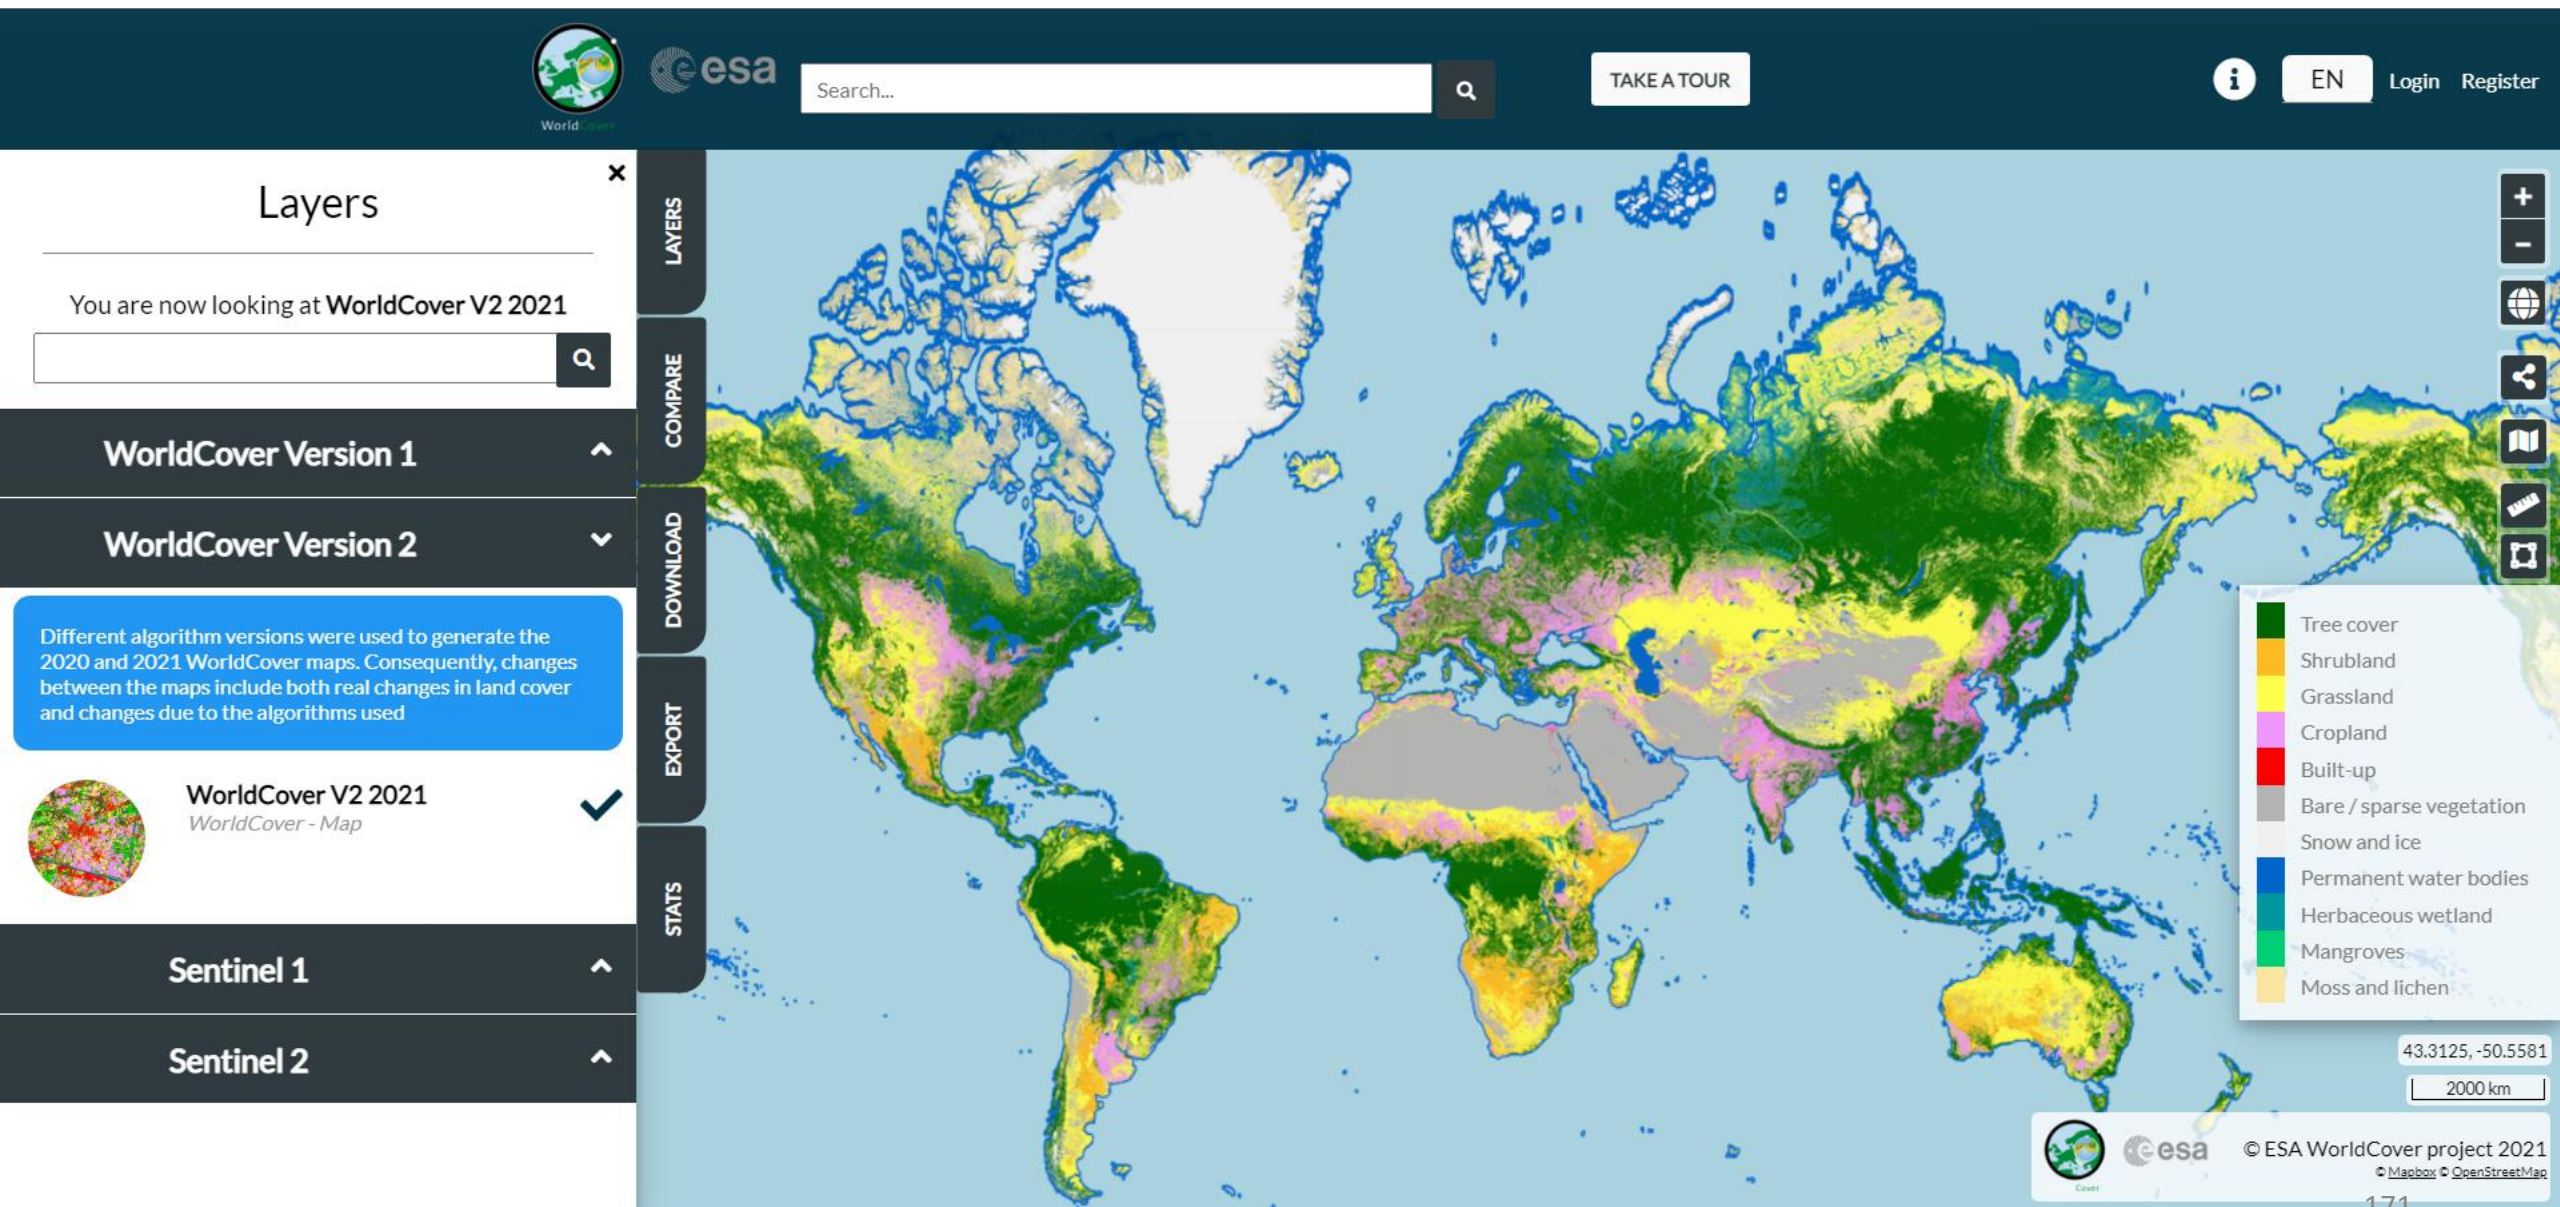 WorldCover
esa
Search...
TAKE A TOUR
EN
Login
Register
Layers
You are now looking at WorldCover V2 2021
WorldCover Version 1
WorldCover Version 2
Different algorithm versions were used to generate the
2020 and 2021 WorldCover maps. Consequently, changes
between the maps include both real changes in land cover
and changes due to the algorithms used
WorldCover V2 2021
WorldCover - Map
Sentinel 1
Sentinel 2
LAYERS
COMPARE
DOWNLOAD
EXPORT
STATS
Tree cover
Shrubland
Grassland
Cropland
Built-up
Bare / sparse vegetation
Snow and ice
Permanent water bodies
Herbaceous wetland
Mangroves
Moss and lichen
43.3125, -50.5581
2000 km
Cover
esa
© ESA WorldCover project 2021
© Mapbox © OpenStreetMap
171